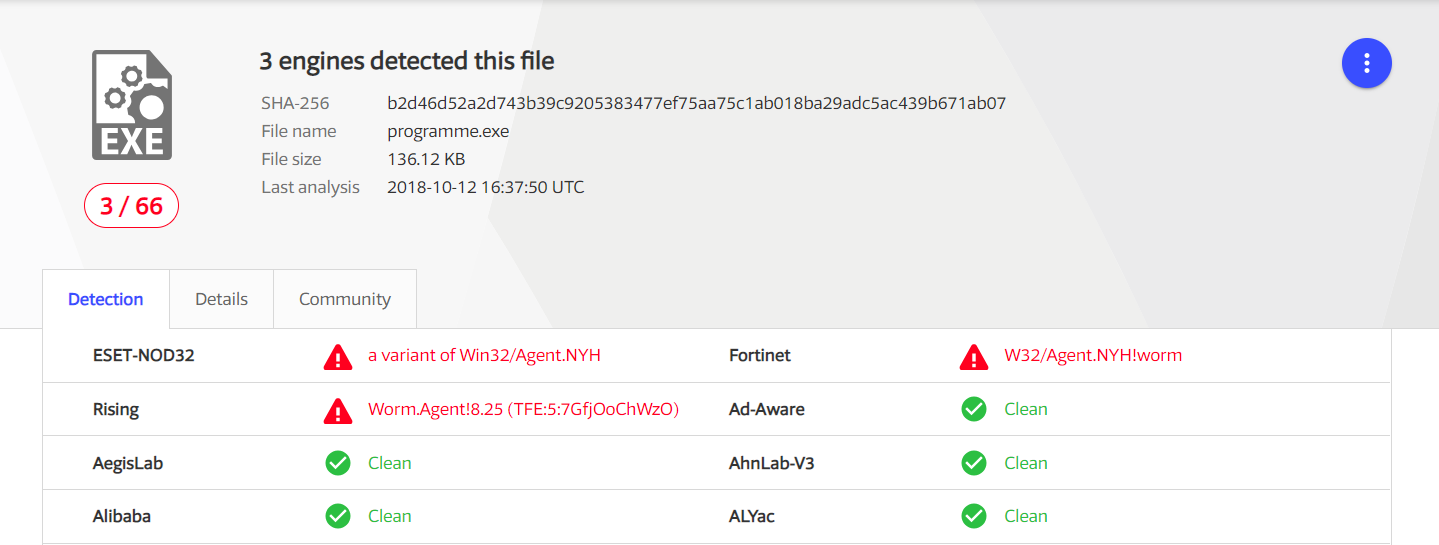 3 engines detected this file
SHA-256 b2d46d52a2d743b39c9205383477ef75aa75c1ab018ba29adc5ac439b671ab07
File name programme.exe
File size 136.12 KB
Last analysis 2018-10-12 16:37:50 UTC
EXE
3 / 66
Detection Details Community
ESET-NOD32 a variant of Win32/Agent.NYH Fortinet W32/Agent.NYH!worm
Rising Worm.Agent!8.25 (TFE:5:7GfjOoChWzO) Ad-Aware Clean
AegisLab Clean AhnLab-V3 Clean
Alibaba Clean ALYac Clean